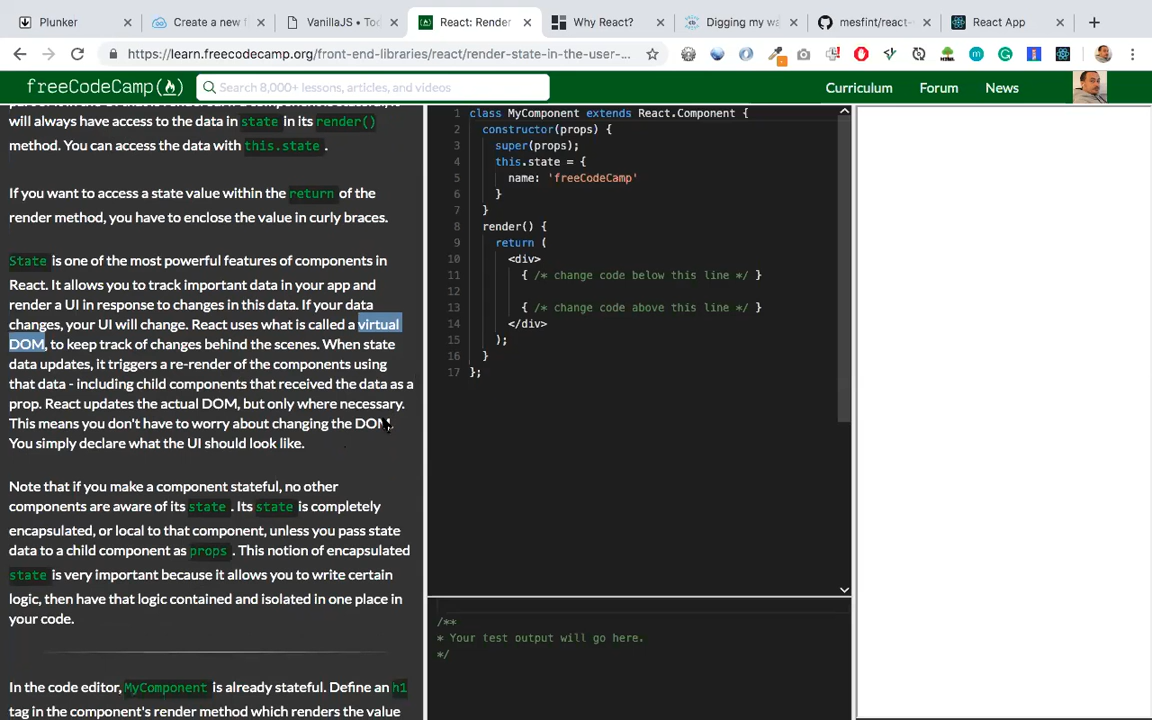 Plunker
Create a new f
VanillaJS • Tod
React: Render
Why React?
Digging my wa
mesfint/react-
React App
https://learn.freecodecamp.org/front-end-libraries/react/render-state-in-the-user-...
freeCodeCamp
Search 8,000+ lessons, articles, and videos
Curriculum
Forum
News
will always have access to the data in state in its render()
method. You can access the data with this.state .
If you want to access a state value within the return of the
render method, you have to enclose the value in curly braces.
State is one of the most powerful features of components in
React. It allows you to track important data in your app and
render a UI in response to changes in this data. If your data
changes, your UI will change. React uses what is called a virtual
DOM, to keep track of changes behind the scenes. When state
data updates, it triggers a re-render of the components using
that data - including child components that received the data as a
prop. React updates the actual DOM, but only where necessary.
This means you don't have to worry about changing the DOM.
You simply declare what the UI should look like.
Note that if you make a component stateful, no other
components are aware of its state . Its state is completely
encapsulated, or local to that component, unless you pass state
data to a child component as props . This notion of encapsulated
state is very important because it allows you to write certain
logic, then have that logic contained and isolated in one place in
your code.
In the code editor, MyComponent is already stateful. Define an h1
tag in the component's render method which renders the value
1 class MyComponent extends React.Component {
2 constructor(props) {
3 super(props);
4 this.state = {
5 name: 'freeCodeCamp'
6 }
7 }
8 render() {
9 return (
10 <div>
11 { /* change code below this line */ }
12
13 { /* change code above this line */ }
14 </div>
15 );
16 }
17 };
/**
* Your test output will go here.
*/